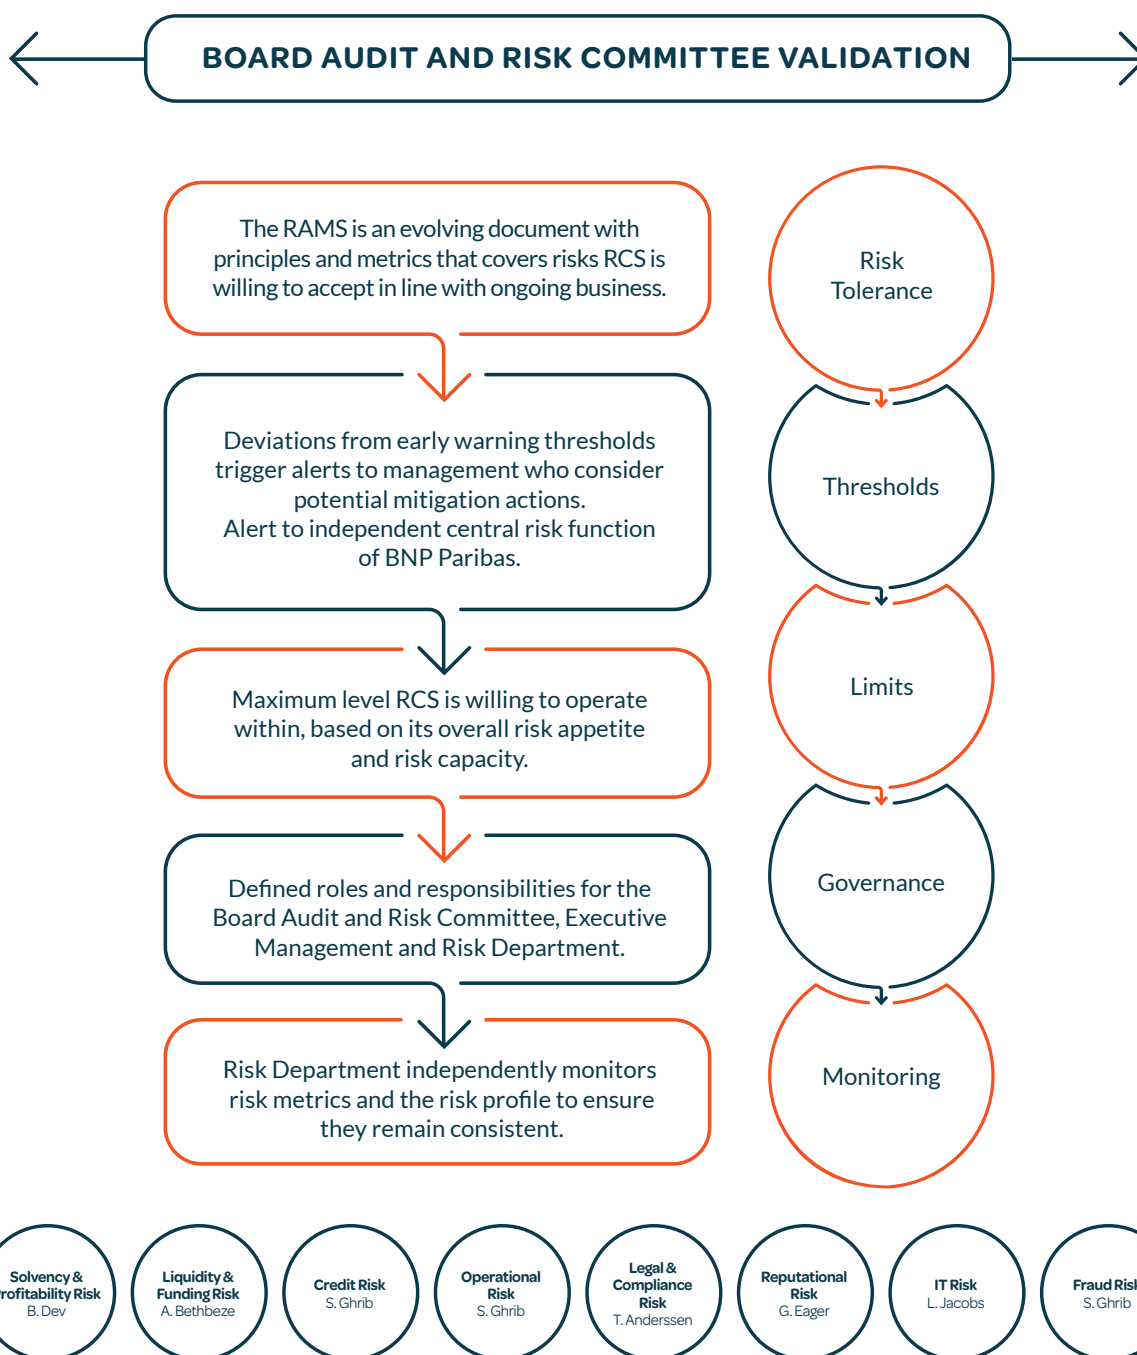 BOARD AUDIT AND RISK COMMITTEE VALIDATION
The RAMS is an evolving document with
principles and metrics that covers risks RCS is
willing to accept in line with ongoing business.
Risk
Tolerance
Deviations from early warning thresholds
trigger alerts to management who consider
potential mitigation actions.
Alert to independent central risk function
of BNP Paribas.
Thresholds
Maximum level RCS is willing to operate
within, based on its overall risk appetite
and risk capacity.
Limits
Defined roles and responsibilities for the
Board Audit and Risk Committee, Executive
Management and Risk Department.
Governance
Risk Department independently monitors
risk metrics and the risk profile to ensure
they remain consistent.
Monitoring
Solvency &
Profitability Risk
B. Dev
Liquidity &
Funding Risk
A. Bethbeze
Credit Risk
S. Ghrib
Operational
Risk
S. Ghrib
Legal &
Compliance
Risk
T. Anderssen
Reputational
Risk
G. Eager
IT Risk
L. Jacobs
Fraud Risk
S. Ghrib